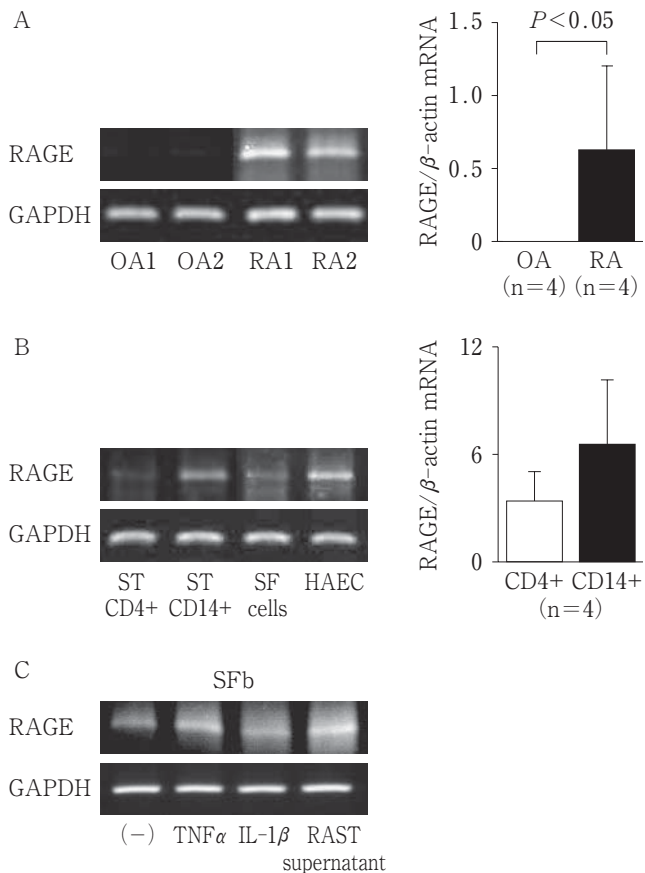 A
RAGE
GAPDH
OA1 OA2 RA1 RA2
RAGE/β-actin mRNA
1.5
1.0
0.5
0
P<0.05
OA RA
(n=4) (n=4)
B
RAGE
GAPDH
ST ST SF HAEC
CD4+ CD14+ cells
RAGE/β-actin mRNA
12
6
0
CD4+ CD14+
(n=4)
C
SFb
RAGE
GAPDH
(−) TNFα IL-1β RAST
supernatant